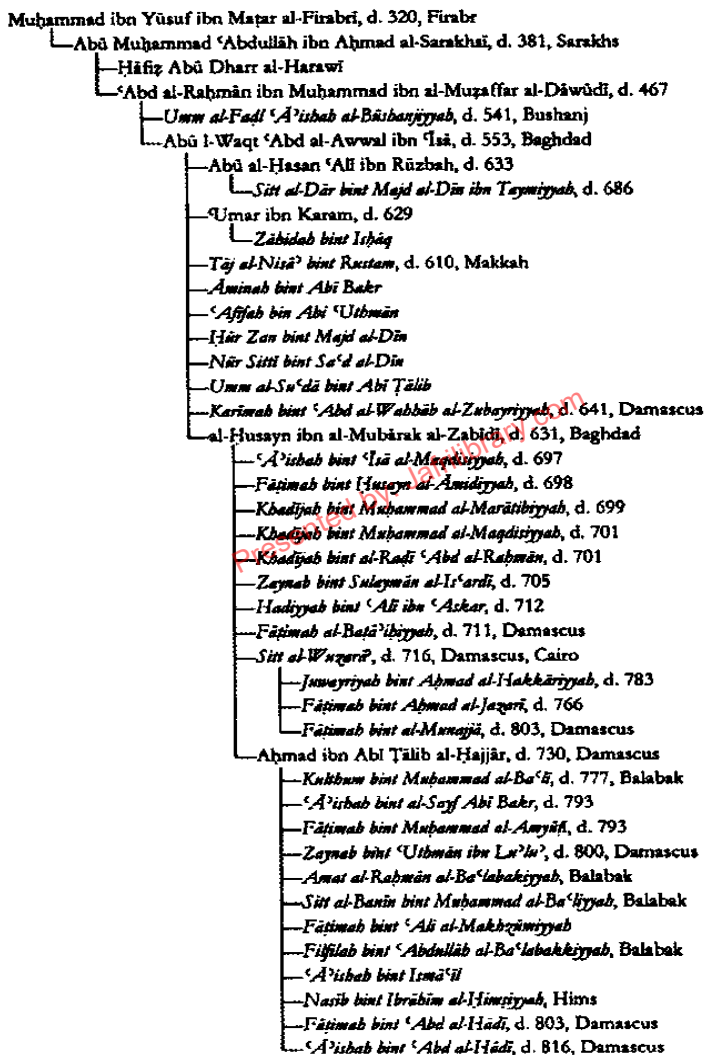 Muḥammad ibn Yūsuf ibn Maṭar al-Firabrī, d. 320, Firabr
Abū Muḥammad ʿAbdullāh ibn Aḥmad al-Sarakhsī, d. 381, Sarakhs
Ḥāfiẓ Abū Dharr al-Harawī
ʿAbd al-Raḥmān ibn Muḥammad ibn al-Muẓaffar al-Dāwūdī, d. 467
Umm al-Faḍl ʿĀʾishah al-Būshanjiyyah, d. 541, Bushanj
Abū l-Waqt ʿAbd al-Awwal ibn ʿĪsā, d. 553, Baghdad
Abū al-Ḥasan ʿAlī ibn Rūzbah, d. 633
Sitt al-Dār bint Majd al-Dīn ibn Taymiyyah, d. 686
ʿUmar ibn Karam, d. 629
Zābidah bint Isḥāq
Tāj al-Nisāʾ bint Rustam, d. 610, Makkah
Āminah bint Abī Bakr
ʿAfīfah bin Abi ʿUthmān
Ḥūr Zan bint Majd al-Dīn
Nūr Sittī bint Saʿd al-Dīn
Umm al-Suʿdā bint Abī Ṭālib
Karīmah bint ʿAbd al-Wahhāb al-Zubayriyyah, d. 641, Damascus
al-Ḥusayn ibn al-Mubārak al-Zabīdī, d. 631, Baghdad
ʿĀʾishah bint ʿĪsā al-Maqdisiyyah, d. 697
Fāṭimah bint Ḥusayn al-Āmidiyyah, d. 698
Khadījah bint Muḥammad al-Marātibiyyah, d. 699
Khadījah bint Muḥammad al-Maqdisiyyah, d. 701
Khadījah bint al-Raḍī ʿAbd al-Raḥmān, d. 701
Zaynab bint Sulaymān al-Isʿardī, d. 705
Hadiyyah bint ʿAlī ibn ʿAskar, d. 712
Fāṭimah al-Baṭāʾiḥiyyah, d. 711, Damascus
Sitt al-Wuzarāʾ, d. 716, Damascus, Cairo
Juwayriyah bint Aḥmad al-Hakkāriyyah, d. 783
Fāṭimah bint Aḥmad al-Jazarī, d. 766
Fāṭimah bint al-Munajjā, d. 803, Damascus
Aḥmad ibn Abī Ṭālib al-Ḥajjār, d. 730, Damascus
Kulthum bint Muḥammad al-Baʿlī, d. 777, Balabak
ʿĀʾishah bint al-Sayf Abī Bakr, d. 793
Fāṭimah bint Muḥammad al-Amyūṭī, d. 793
Zaynab bint ʿUthmān ibn Luʾluʾ, d. 800, Damascus
Amat al-Raḥmān al-Baʿlabakiyyah, Balabak
Sitt al-Banīn bint Muḥammad al-Baʿliyyah, Balabak
Fāṭimah bint ʿAli al-Makhzūmiyyah
Filfilah bint ʿAbdullāh al-Baʿlabakkiyyah, Balabak
ʿĀʾishah bint Ismāʿīl
Nasīb bint Ibrāhīm al-Ḥimṣiyyah, Hims
Fāṭimah bint ʿAbd al-Hādī, d. 803, Damascus
ʿĀʾishah bint ʿAbd al-Hādī, d. 816, Damascus
Presented by: Jafrilibrary.com